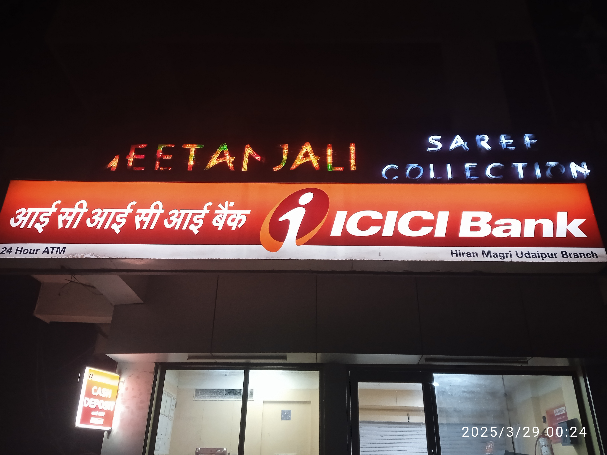 EETANJALI
SAREE
COLLECTION
आई सी आई सी आई बैंक ICICI Bank
24 Hour ATM
Hiran Magri Udaipur Branch
CASH
DEPOSIT
2025/3/29 00:24